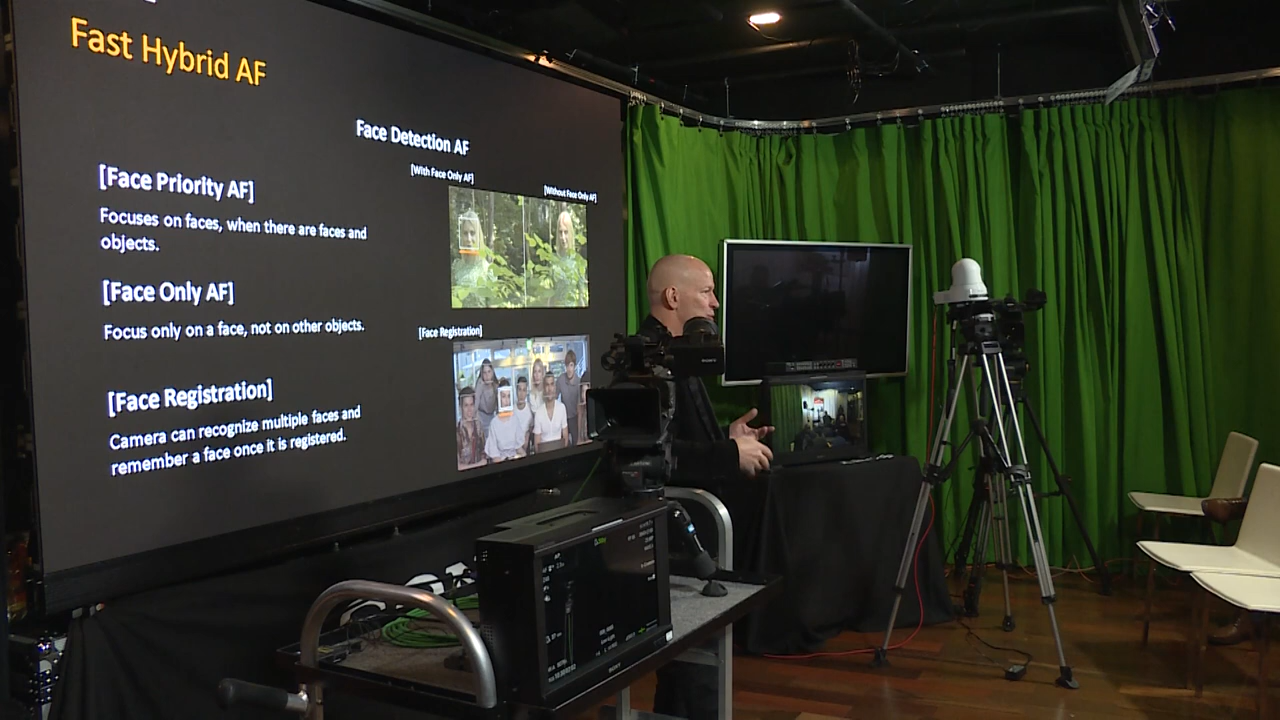 Fast Hybrid AF
Face Detection AF
[With Face Only AF]
[Without Face Only AF]
[Face Priority AF]
Focuses on faces, when there are faces and
objects.
[Face Only AF]
Focus only on a face, not on other objects.
[Face Registration]
[Face Registration]
Camera can recognize multiple faces and
remember a face once it is registered.
SONY
SONY